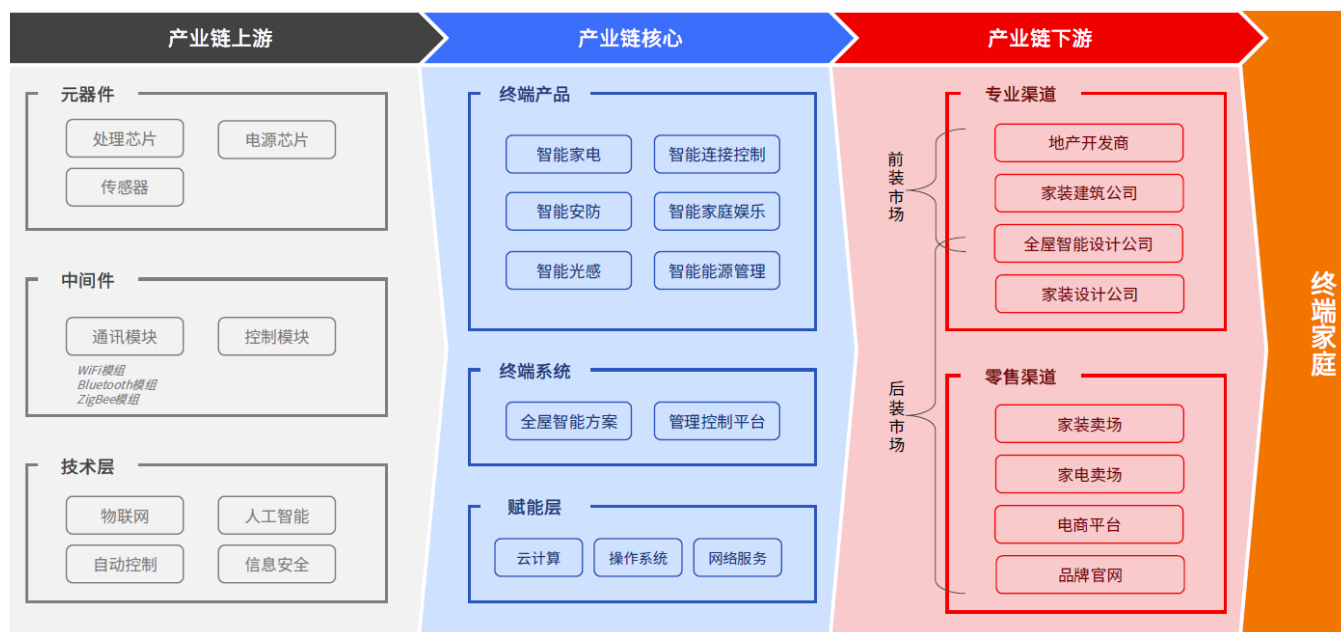 产业链上游
产业链核心
产业链下游
元器件
处理芯片
电源芯片
传感器
中间件
通讯模块
控制模块
WiFi模组
Bluetooth模组
ZigBee模组
技术层
物联网
人工智能
自动控制
信息安全
终端产品
智能家电
智能连接控制
智能安防
智能家庭娱乐
智能光感
智能能源管理
终端系统
全屋智能方案
管理控制平台
赋能层
云计算
操作系统
网络服务
前装市场
后装市场
专业渠道
地产开发商
家装建筑公司
全屋智能设计公司
家装设计公司
零售渠道
家装卖场
家电卖场
电商平台
品牌官网
终端家庭